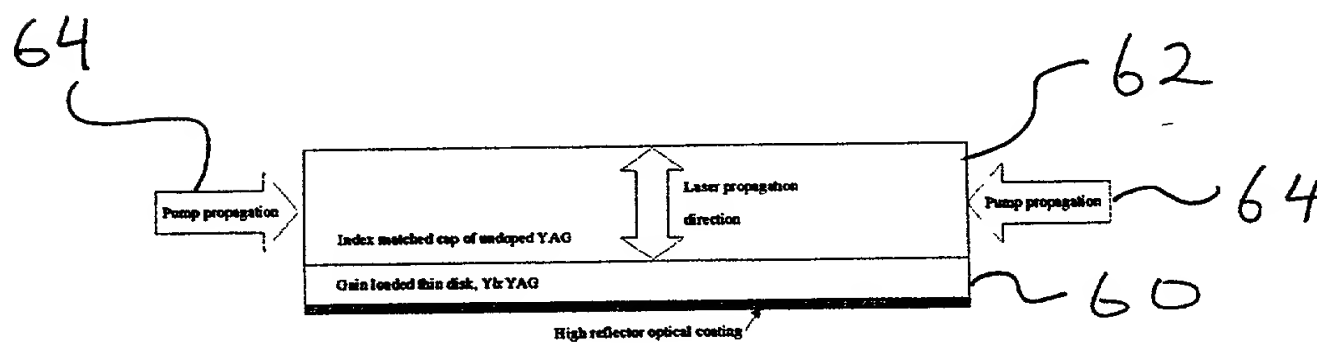 64
62
Laser propagation
direction
Pump propagation
Pump propagation
64
Index matched cap of undoped YAG
Gain loaded thin disk, Yb:YAG
60
High reflector optical coating